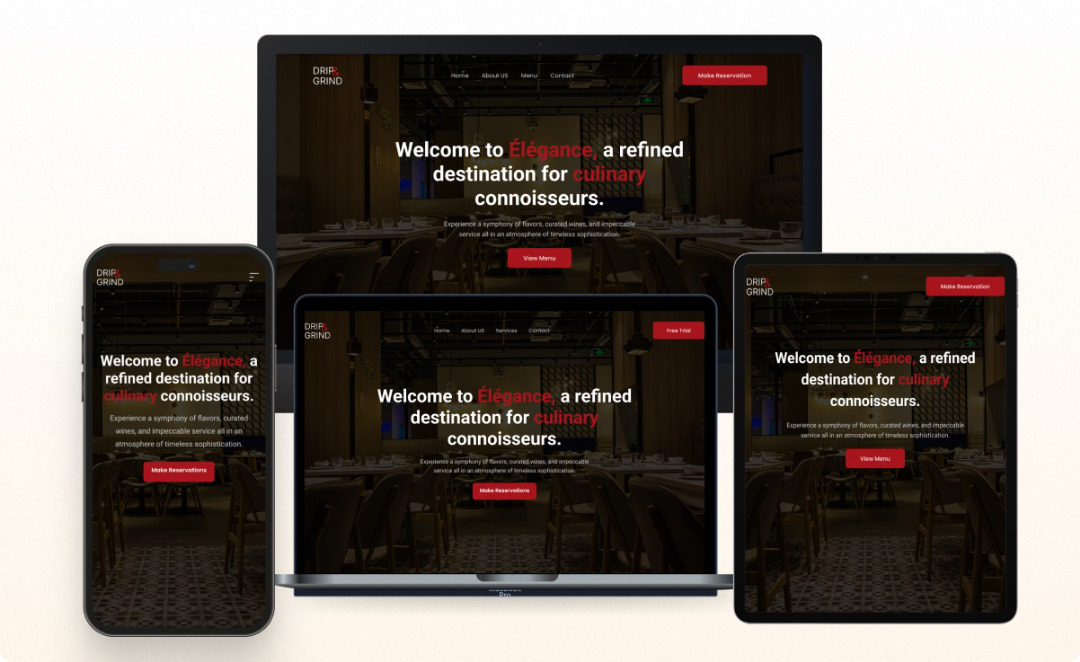 DRIP&
GRIND
Home About US Menu Contact
Make Reservation
Welcome to Élégance, a refined
destination for culinary
connoisseurs.
Experience a symphony of flavors, curated wines, and impeccable
service all in an atmosphere of timeless sophistication.
View Menu
DRIP&
GRIND
Welcome to Élégance, a
refined destination for
culinary connoisseurs.
Experience a symphony of flavors, curated
wines, and impeccable service all in an
atmosphere of timeless sophistication.
Make Reservations
DRIP&
GRIND
Home About US Services Contact
Free Trial
Welcome to Élégance, a refined
destination for culinary
connoisseurs.
Experience a symphony of flavors, curated wines, and impeccable
service all in an atmosphere of timeless sophistication.
Make Reservations
Pro
DRIP&
GRIND
Make Reservation
Welcome to Élégance, a refined
destination for culinary
connoisseurs.
Experience a symphony of flavors, curated wines, and impeccable
service all in an atmosphere of timeless sophistication.
View Menu